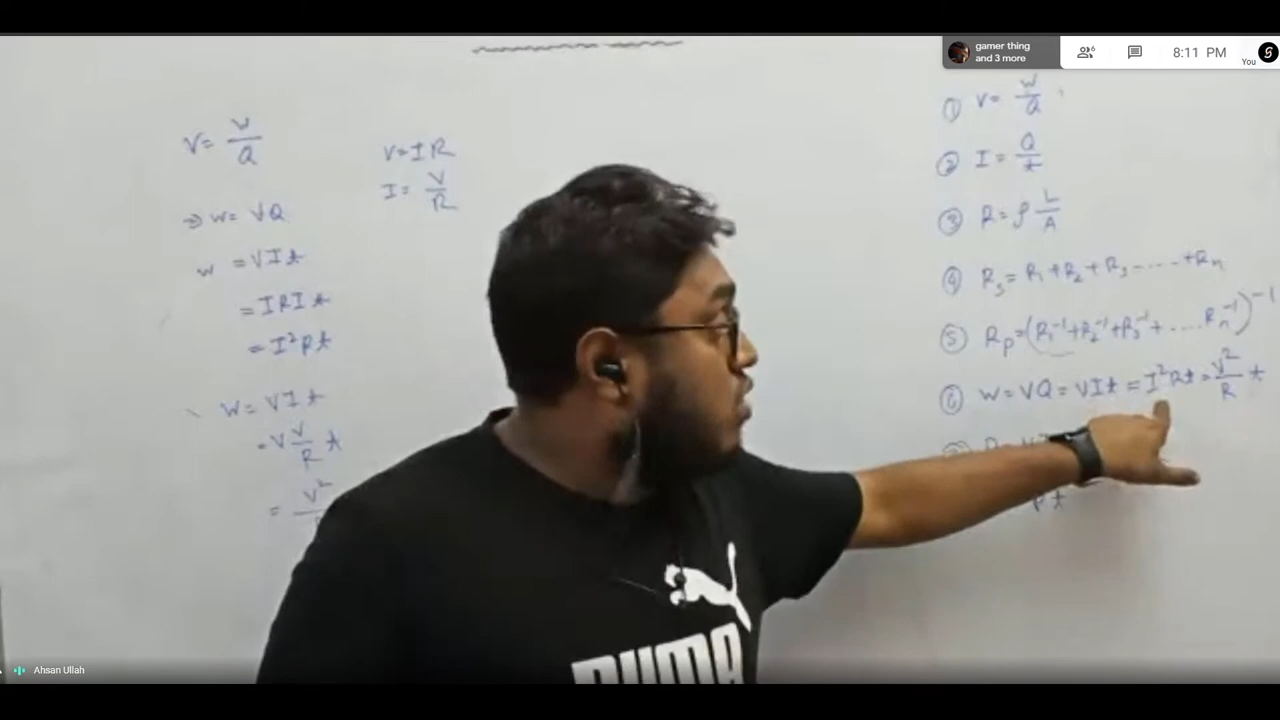 gamer thing
and 3 more
6
8:11 PM
You
V = W/Q
⇒ W = VQ
W = VIt
= IRIt
= I²Rt
W = VIt
= V V/R t
= V²
V = IR
I = V/R
① V = W/Q
② I = Q/t
③ R = ρ L/A
④ Rs = R1 + R2 + R3 ----- + Rn
⑤ Rp = (R1⁻¹ + R2⁻¹ + R3⁻¹ + ..... Rn⁻¹)⁻¹
⑥ W = VQ = VIt = I²Rt = V²/R t
PUMA
Ahsan Ullah